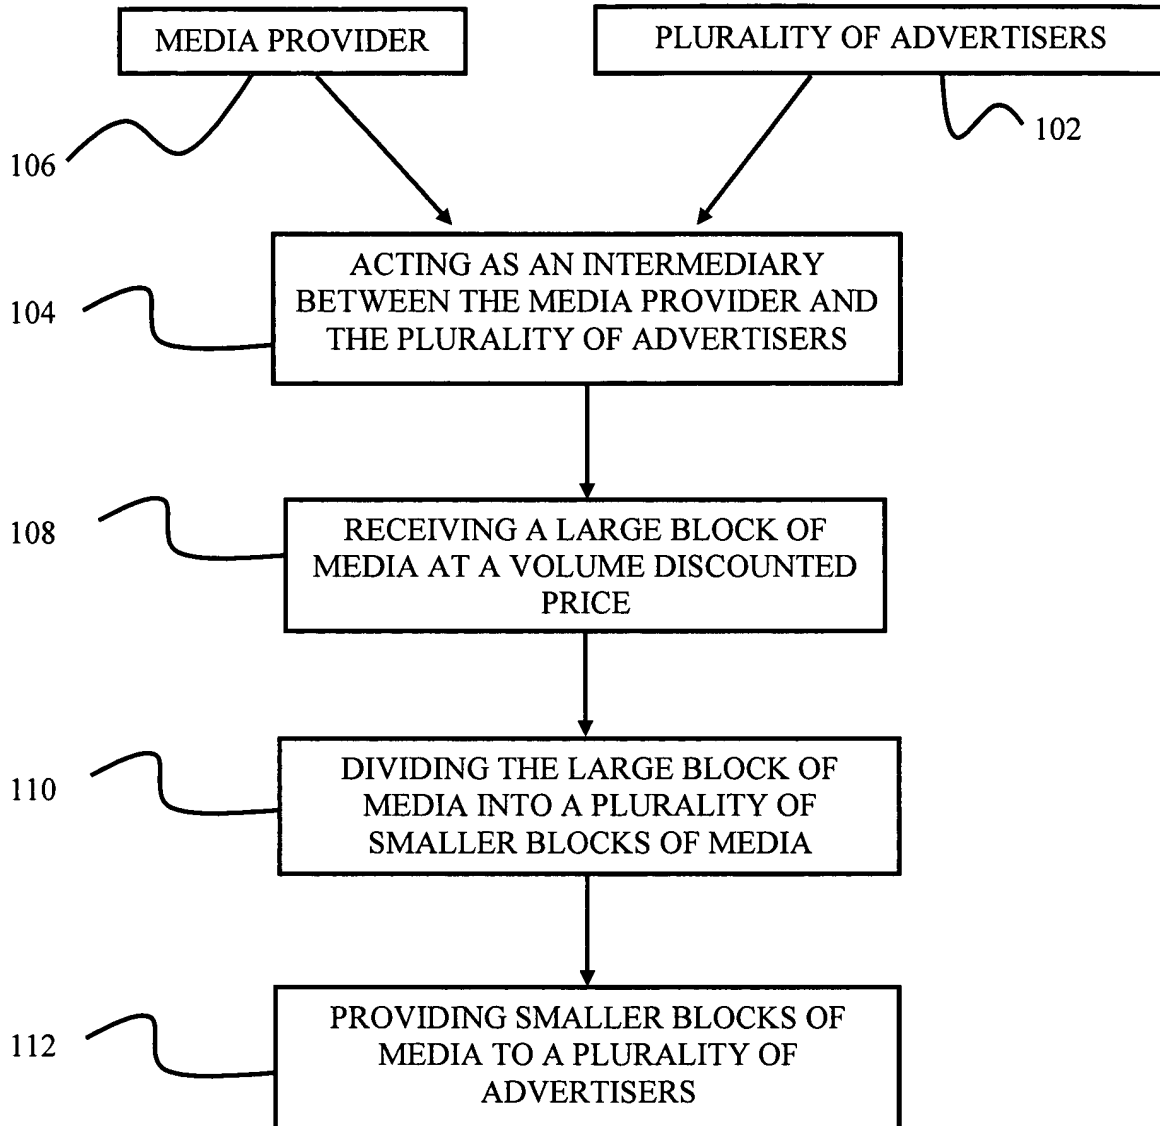 MEDIA PROVIDER
PLURALITY OF ADVERTISERS
106
102
ACTING AS AN INTERMEDIARY
BETWEEN THE MEDIA PROVIDER AND
THE PLURALITY OF ADVERTISERS
104
RECEIVING A LARGE BLOCK OF
MEDIA AT A VOLUME DISCOUNTED
PRICE
108
DIVIDING THE LARGE BLOCK OF
MEDIA INTO A PLURALITY OF
SMALLER BLOCKS OF MEDIA
110
PROVIDING SMALLER BLOCKS OF
MEDIA TO A PLURALITY OF
ADVERTISERS
112